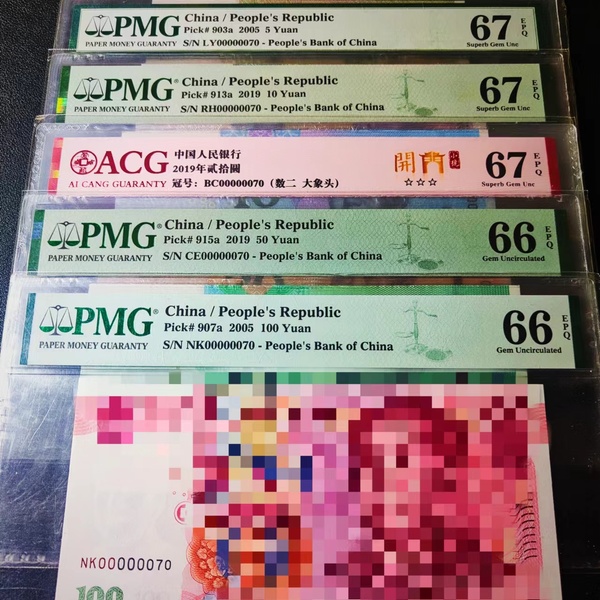 PMG
PAPER MONEY GUARANTY
China / People's Republic
Pick# 903a 2005 5 Yuan
S/N LY00000070 - People's Bank of China
67 EPQ
Superb Gem Unc
PMG®
PAPER MONEY GUARANTY
China / People's Republic
Pick# 913a 2019 10 Yuan
S/N RH00000070 - People's Bank of China
67 EPQ
Superb Gem Unc
ACG
AI CANG GUARANTY
中国人民银行
2019年贰拾圆
冠号：BC00000070（数二 大象头）
開門
☆☆☆
67 EPQ
Superb Gem Unc
PMG®
PAPER MONEY GUARANTY
China / People's Republic
Pick# 915a 2019 50 Yuan
S/N CE00000070 - People's Bank of China
66 EPQ
Gem Uncirculated
PMG®
PAPER MONEY GUARANTY
China / People's Republic
Pick# 907a 2005 100 Yuan
S/N NK00000070 - People's Bank of China
66 EPQ
Gem Uncirculated
NK00000070
100